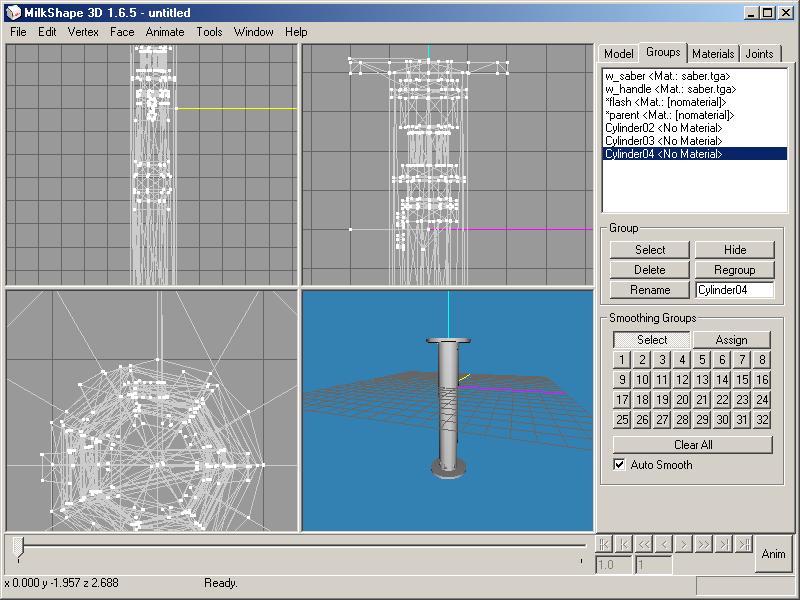 MilkShape 3D 1.6.5 - untitled
File Edit Vertex Face Animate Tools Window Help
Model Groups Materials Joints
w_saber <Mat.: saber.tga>
w_handle <Mat.: saber.tga>
*flash <Mat.: [nomaterial]>
*parent <Mat.: [nomaterial]>
Cylinder02 <No Material>
Cylinder03 <No Material>
Cylinder04 <No Material>
Group
Select Hide
Delete Regroup
Rename Cylinder04
Smoothing Groups
Select Assign
1 2 3 4 5 6 7 8
9 10 11 12 13 14 15 16
17 18 19 20 21 22 23 24
25 26 27 28 29 30 31 32
Clear All
Auto Smooth
1.0 1 Anim
x 0.000 y -1.957 z 2.688 Ready.